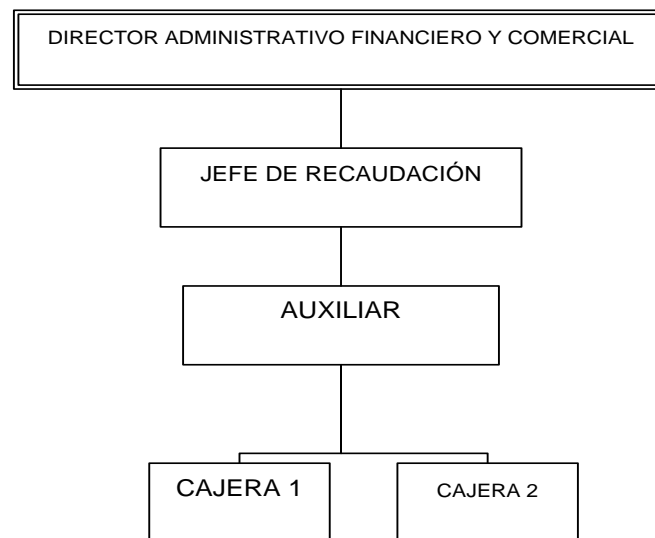 DIRECTOR ADMINISTRATIVO FINANCIERO Y COMERCIAL
JEFE DE RECAUDACIÓN
AUXILIAR
CAJERA 1
CAJERA 2